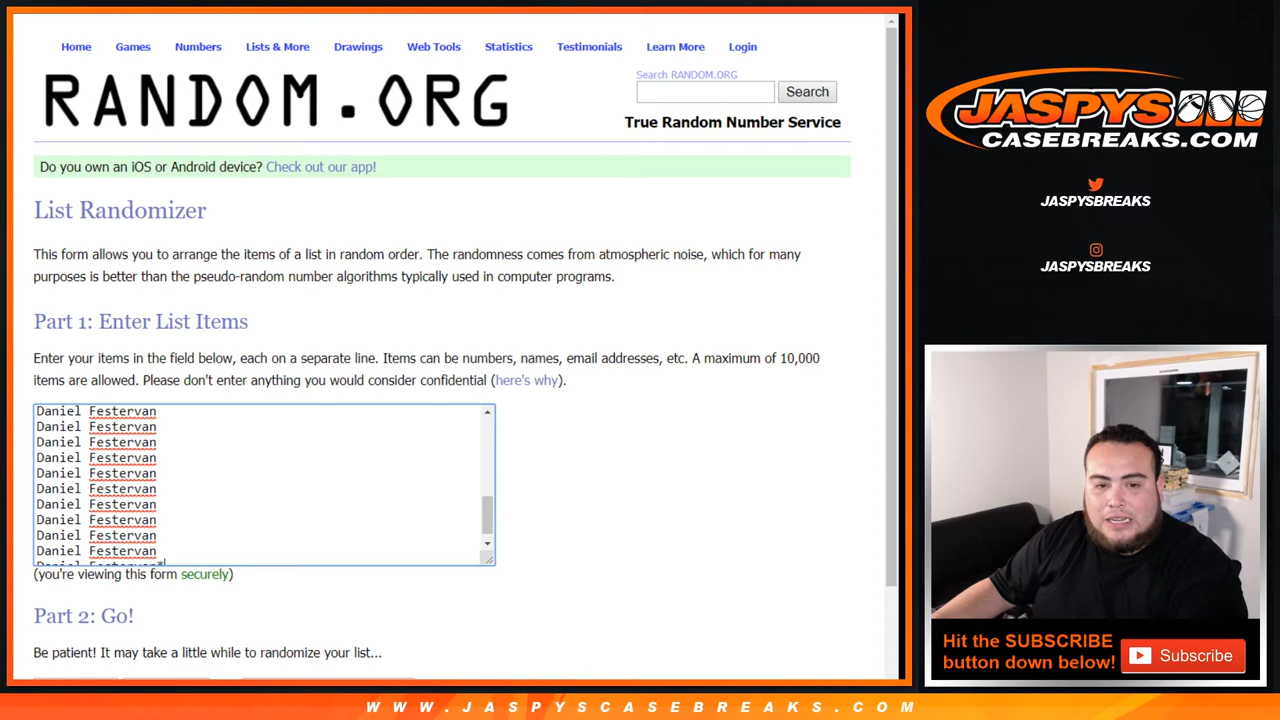 Home Games Numbers Lists & More Drawings Web Tools Statistics Testimonials Learn More Login
RANDOM.ORG
Search RANDOM.ORG
Search
True Random Number Service
Do you own an iOS or Android device? Check out our app!
List Randomizer
This form allows you to arrange the items of a list in random order. The randomness comes from atmospheric noise, which for many
purposes is better than the pseudo-random number algorithms typically used in computer programs.
Part 1: Enter List Items
Enter your items in the field below, each on a separate line. Items can be numbers, names, email addresses, etc. A maximum of 10,000
items are allowed. Please don't enter anything you would consider confidential (here's why).
Daniel Festervan
Daniel Festervan
Daniel Festervan
Daniel Festervan
Daniel Festervan
Daniel Festervan
Daniel Festervan
Daniel Festervan
Daniel Festervan
Daniel Festervan
(you're viewing this form securely)
Part 2: Go!
Be patient! It may take a little while to randomize your list...
JASPYS
CASEBREAKS.COM
JASPYSBREAKS
JASPYSBREAKS
Hit the SUBSCRIBE
button down below!
Subscribe
WWW.JASPYSCASEBREAKS.COM